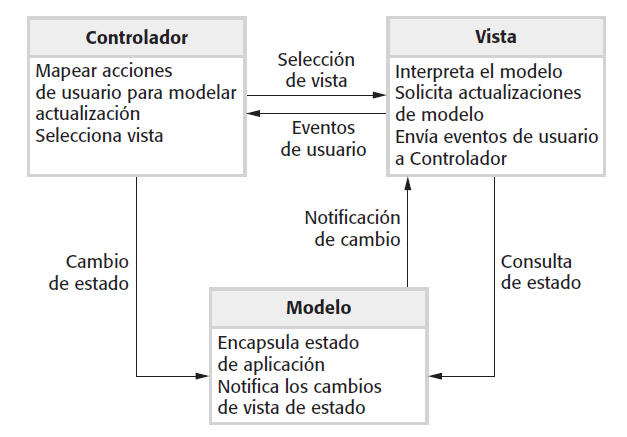 Controlador
Mapear acciones
de usuario para modelar
actualización
Selecciona vista
Selección
de vista
Eventos
de usuario
Vista
Interpreta el modelo
Solicita actualizaciones
de modelo
Envía eventos de usuario
a Controlador
Cambio
de estado
Notificación
de cambio
Consulta
de estado
Modelo
Encapsula estado
de aplicación
Notifica los cambios
de vista de estado